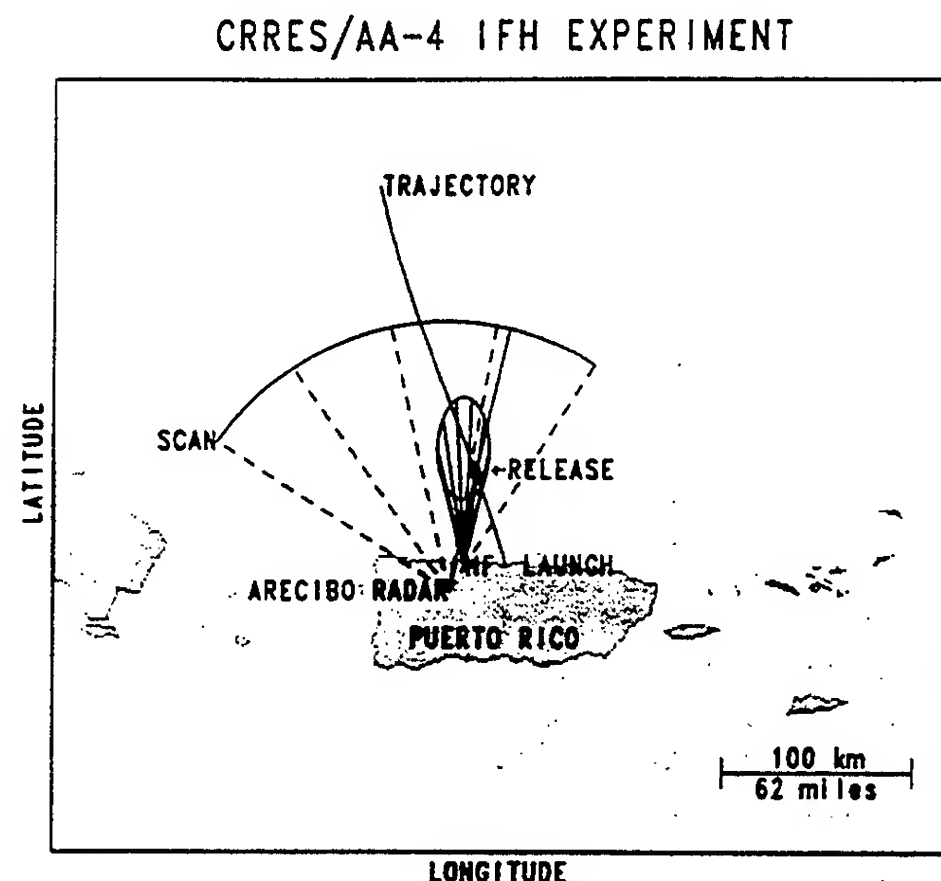 CRRES/AA-4 IFH EXPERIMENT
TRAJECTORY
SCAN
←RELEASE
HF LAUNCH
ARECIBO RADAR
PUERTO RICO
100 km
62 miles
LATITUDE
LONGITUDE